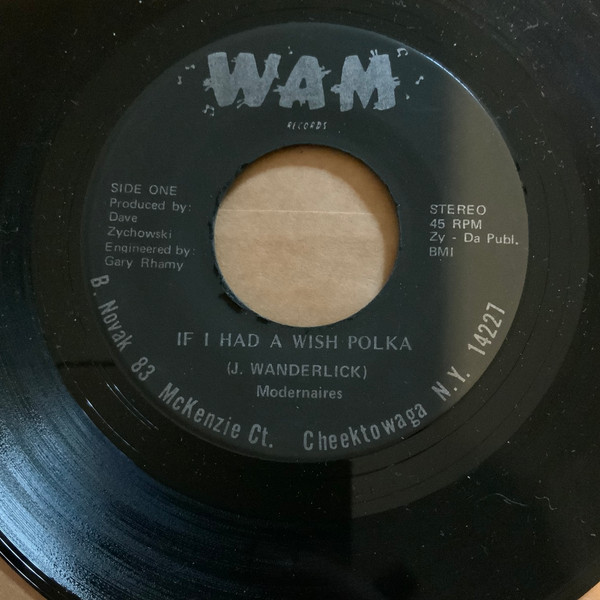 WAM
RECORDS
SIDE ONE
Produced by:
Dave
Zychowski
Engineered by:
Gary Rhamy
STEREO
45 RPM
Zy - Da Publ.
BMI
IF I HAD A WISH POLKA
(J. WANDERLICK)
Modernaires
B. Novak 83 McKenzie Ct. Cheektowaga N.Y. 14227